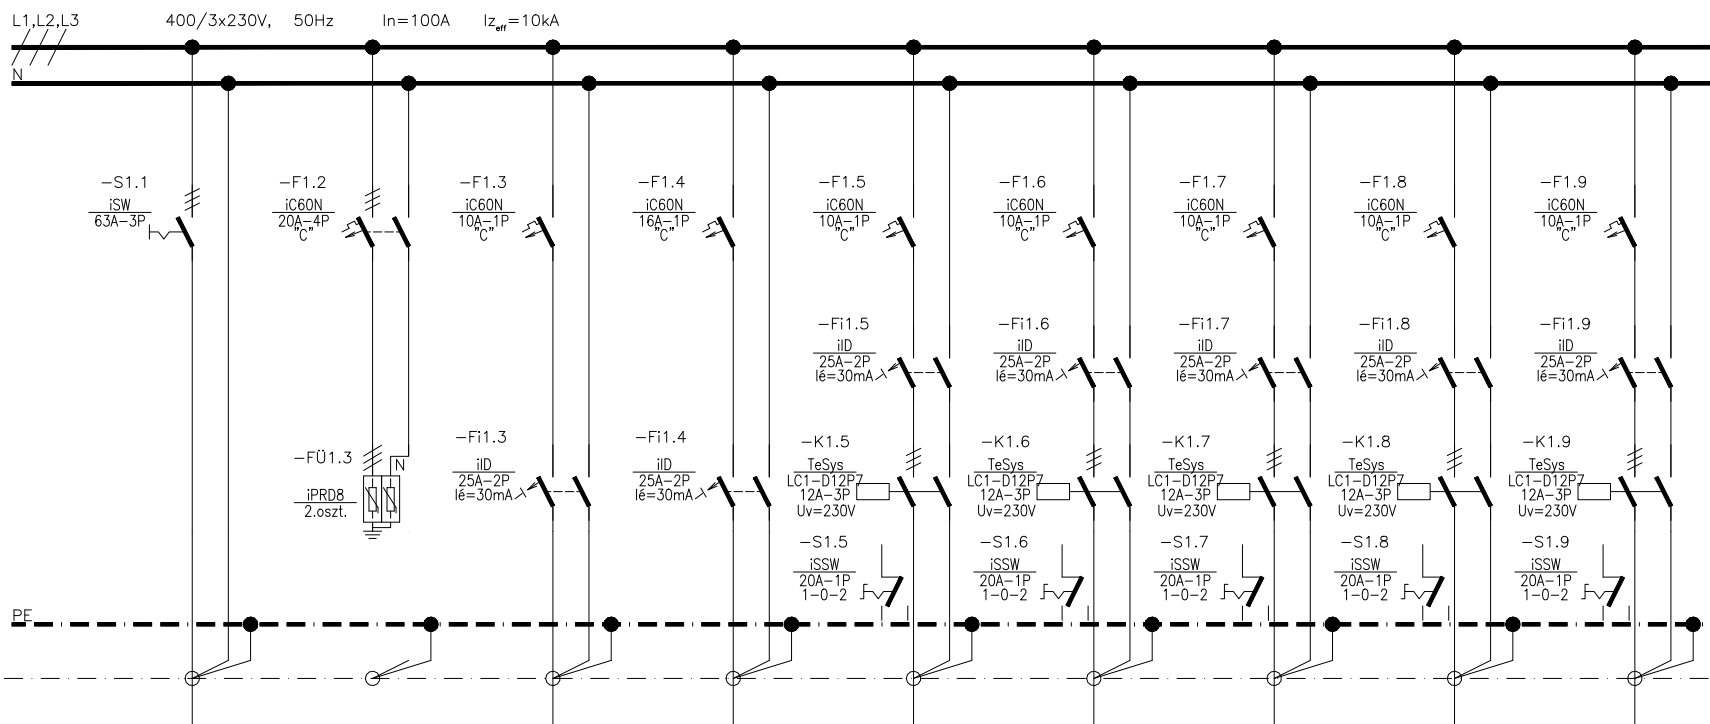 L1,L2,L3 400/3x230V, 50Hz In=100A Iz eff=10kA
N
-S1.1
iSW
63A-3P
-F1.2
iC60N
20A-4P
"C"
-F1.3
iC60N
10A-1P
"C"
-F1.4
iC60N
16A-1P
"C"
-F1.5
iC60N
10A-1P
"C"
-F1.6
iC60N
10A-1P
"C"
-F1.7
iC60N
10A-1P
"C"
-F1.8
iC60N
10A-1P
"C"
-F1.9
iC60N
10A-1P
"C"
-Fi1.5
iID
25A-2P
Ié=30mA
-Fi1.6
iID
25A-2P
Ié=30mA
-Fi1.7
iID
25A-2P
Ié=30mA
-Fi1.8
iID
25A-2P
Ié=30mA
-Fi1.9
iID
25A-2P
Ié=30mA
-FÜ1.3
N
iPRD8
2.oszt.
-Fi1.3
iID
25A-2P
Ié=30mA
-Fi1.4
iID
25A-2P
Ié=30mA
-K1.5
TeSys
LC1-D12P7
12A-3P
Uv=230V
-K1.6
TeSys
LC1-D12P7
12A-3P
Uv=230V
-K1.7
TeSys
LC1-D12P7
12A-3P
Uv=230V
-K1.8
TeSys
LC1-D12P7
12A-3P
Uv=230V
-K1.9
TeSys
LC1-D12P7
12A-3P
Uv=230V
-S1.5
iSSW
20A-1P
1-0-2
-S1.6
iSSW
20A-1P
1-0-2
-S1.7
iSSW
20A-1P
1-0-2
-S1.8
iSSW
20A-1P
1-0-2
-S1.9
iSSW
20A-1P
1-0-2
PE